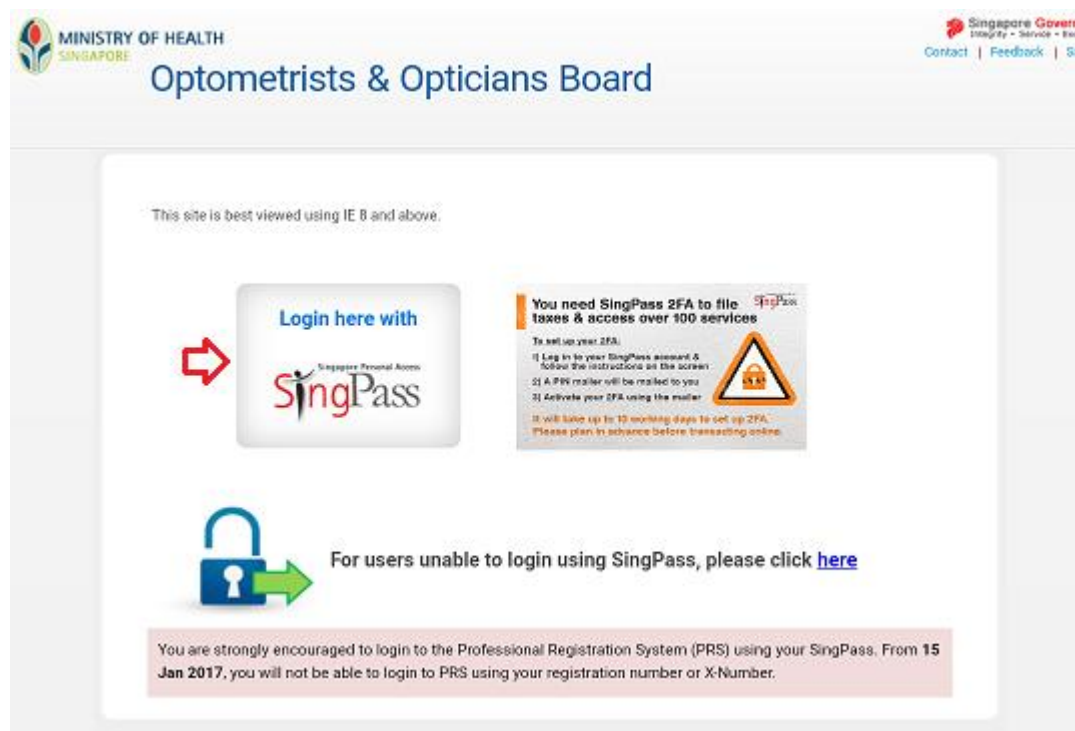 MINISTRY OF HEALTH
SINGAPORE
Singapore Govern
Integrity • Service • Exc
Contact | Feedback | S
Optometrists & Opticians Board
This site is best viewed using IE 8 and above.
Login here with
Singapore Personal Access
SingPass
You need SingPass 2FA to file
taxes & access over 100 services
SingPass
To set up your 2FA:
1) Log in to your SingPass account &
follow the instructions on the screen
2) A PIN mailer will be mailed to you
3) Activate your 2FA using the mailer
It will take up to 10 working days to set up 2FA.
Please plan in advance before transacting online.
For users unable to login using SingPass, please click here
You are strongly encouraged to login to the Professional Registration System (PRS) using your SingPass. From 15
Jan 2017, you will not be able to login to PRS using your registration number or X-Number.